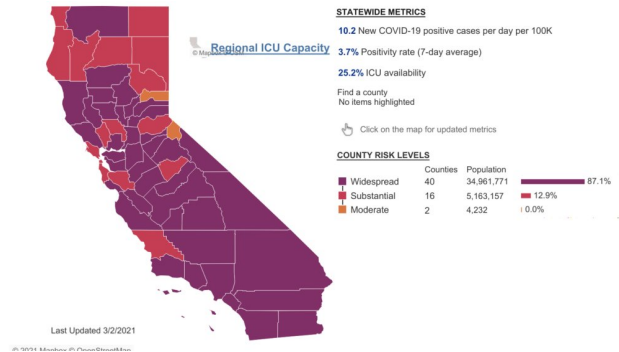 STATEWIDE METRICS
10.2 New COVID-19 positive cases per day per 100K
Regional ICU Capacity
3.7% Positivity rate (7-day average)
25.2% ICU availability
Find a county
No items highlighted
Click on the map for updated metrics
COUNTY RISK LEVELS
Counties Population
Widespread 40 34,961,771 87.1%
Substantial 16 5,163,157 12.9%
Moderate 2 4,232 0.0%
Last Updated 3/2/2021
© 2021 Mapbox © OpenStreetMap